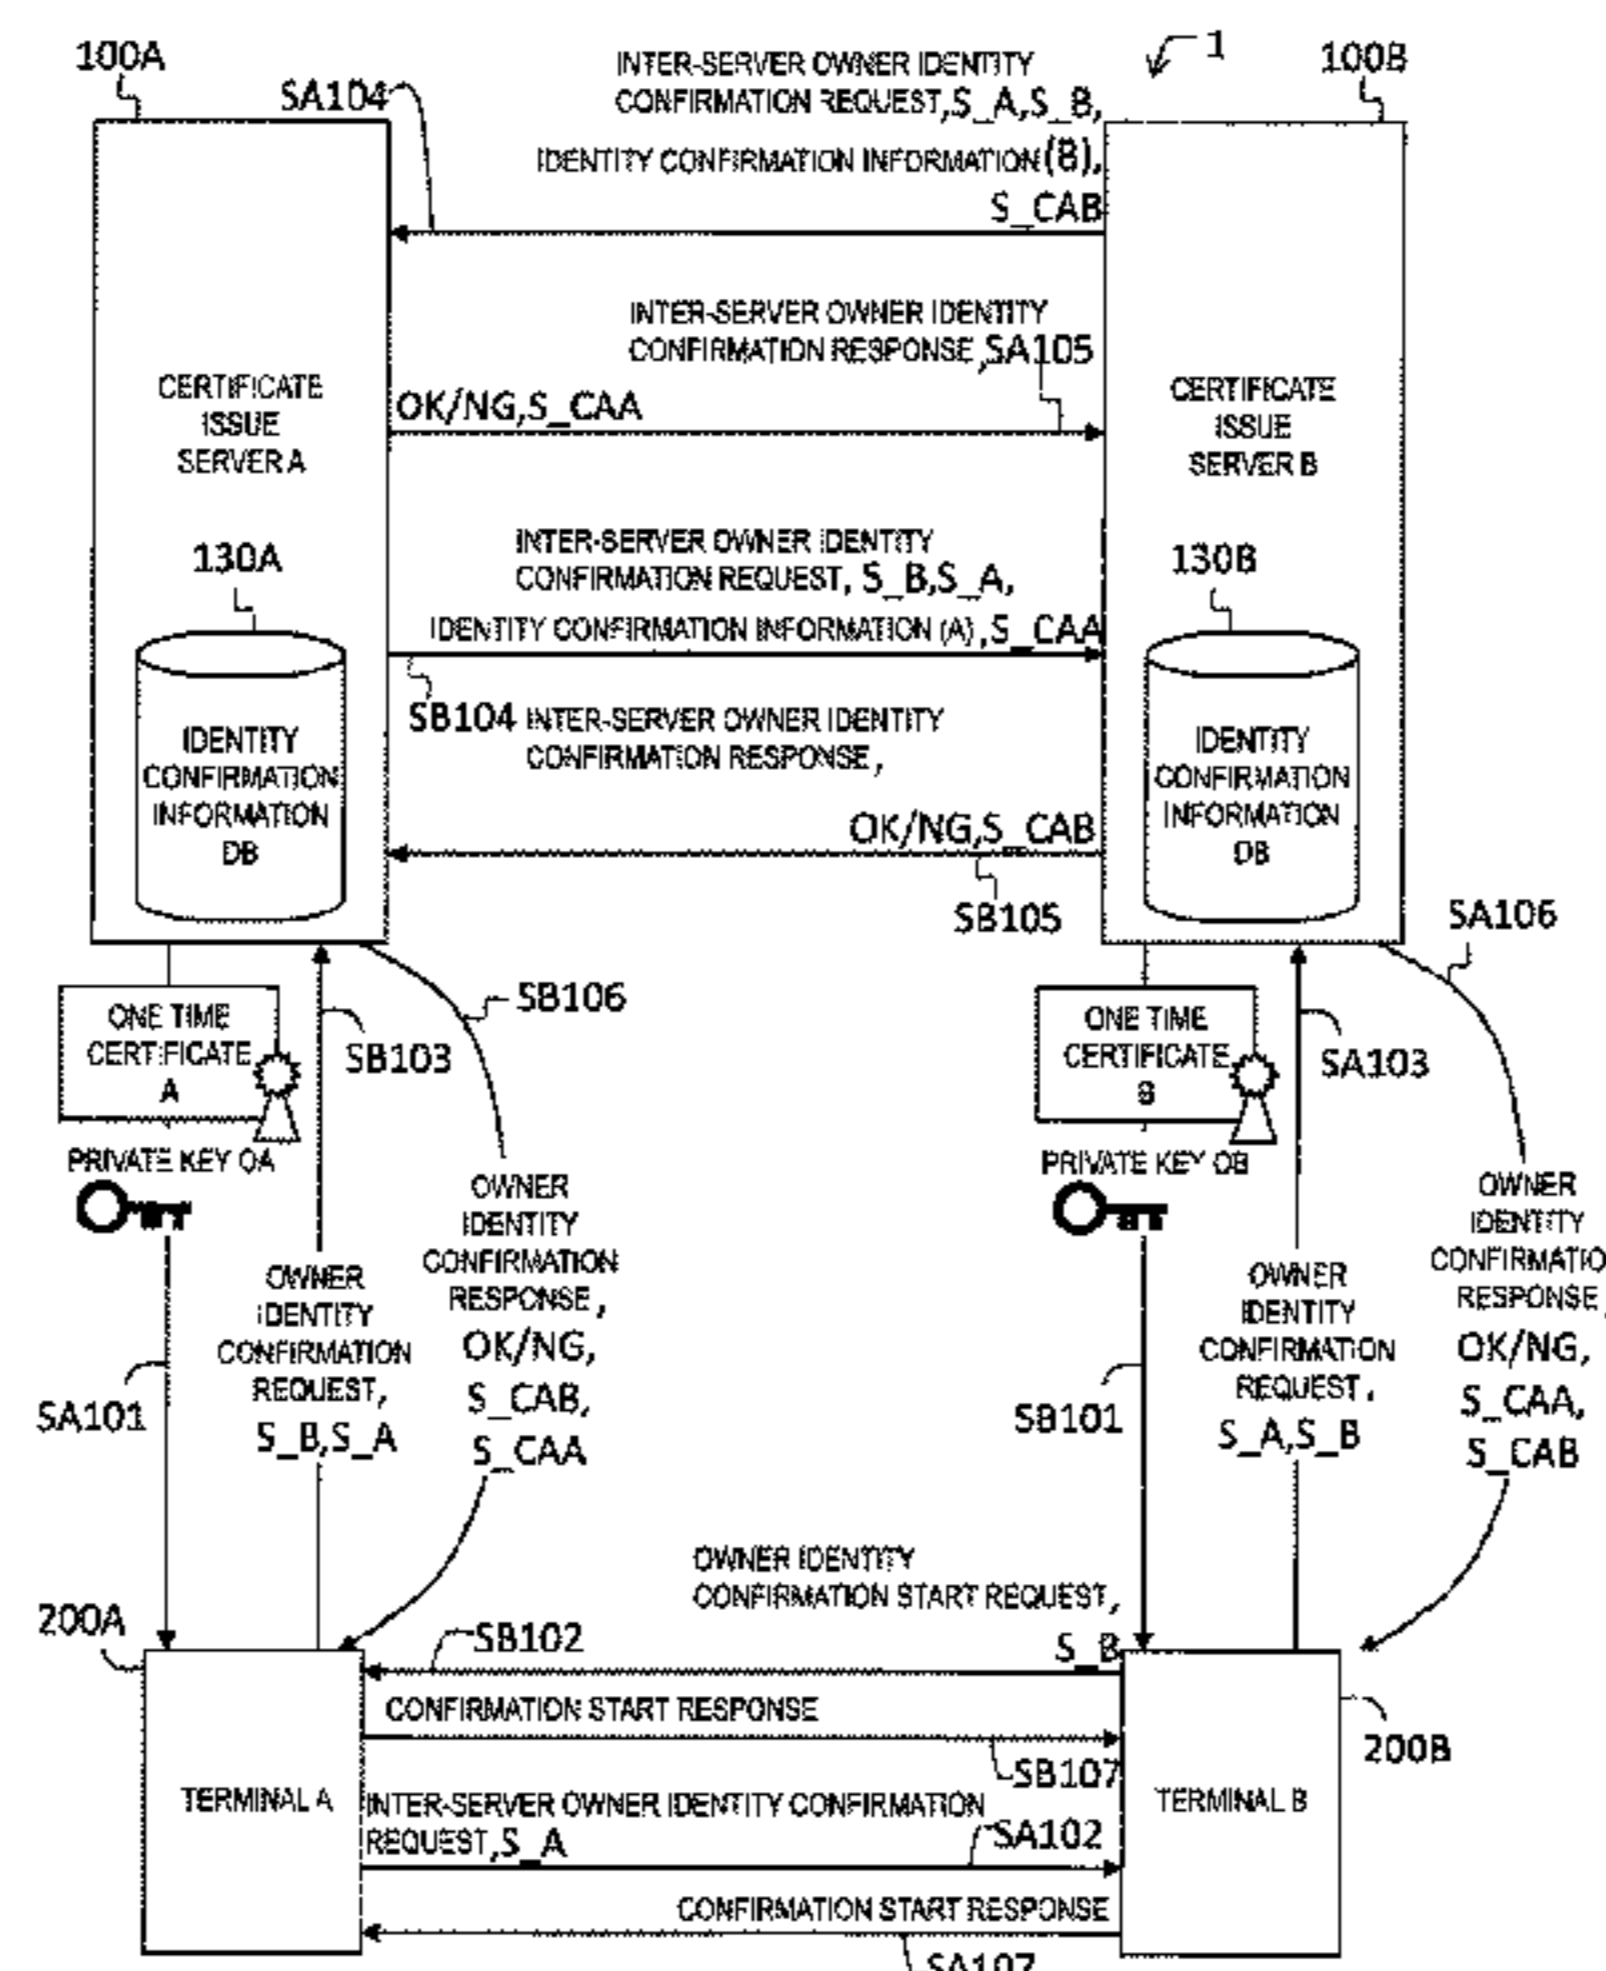 100A
SA104
INTER-SERVER OWNER IDENTITY
CONFIRMATION REQUEST,S_A,S_B,
IDENTITY CONFIRMATION INFORMATION(B),
S_CAB
1
100B
INTER-SERVER OWNER IDENTITY
CONFIRMATION RESPONSE,SA105
OK/NG,S_CAA
CERTIFICATE
ISSUE
SERVER A
CERTIFICATE
ISSUE
SERVER B
INTER-SERVER OWNER IDENTITY
CONFIRMATION REQUEST, S_B,S_A,
IDENTITY CONFIRMATION INFORMATION (A),S_CAA
130A
130B
SB104 INTER-SERVER OWNER IDENTITY
CONFIRMATION RESPONSE,
OK/NG,S_CAB
SB105
IDENTITY
CONFIRMATION
INFORMATION
DB
IDENTITY
CONFIRMATION
INFORMATION
DB
SA106
SB106
SB103
SA103
ONE TIME
CERTIFICATE
A
PRIVATE KEY OA
ONE TIME
CERTIFICATE
B
PRIVATE KEY OB
OWNER
IDENTITY
CONFIRMATION
RESPONSE,
OK/NG,
S_CAB,
S_CAA
OWNER
IDENTITY
CONFIRMATION
REQUEST,
S_B,S_A
SA101
SB101
OWNER
IDENTITY
CONFIRMATION
REQUEST,
S_A,S_B
OWNER
IDENTITY
CONFIRMATIO
RESPONSE,
OK/NG,
S_CAA,
S_CAB
OWNER IDENTITY
CONFIRMATION START REQUEST,
S_B
200A
SB102
CONFIRMATION START RESPONSE
SB107
200B
TERMINAL A
TERMINAL B
INTER-SERVER OWNER IDENTITY CONFIRMATION
REQUEST,S_A
SA102
CONFIRMATION START RESPONSE
SA107